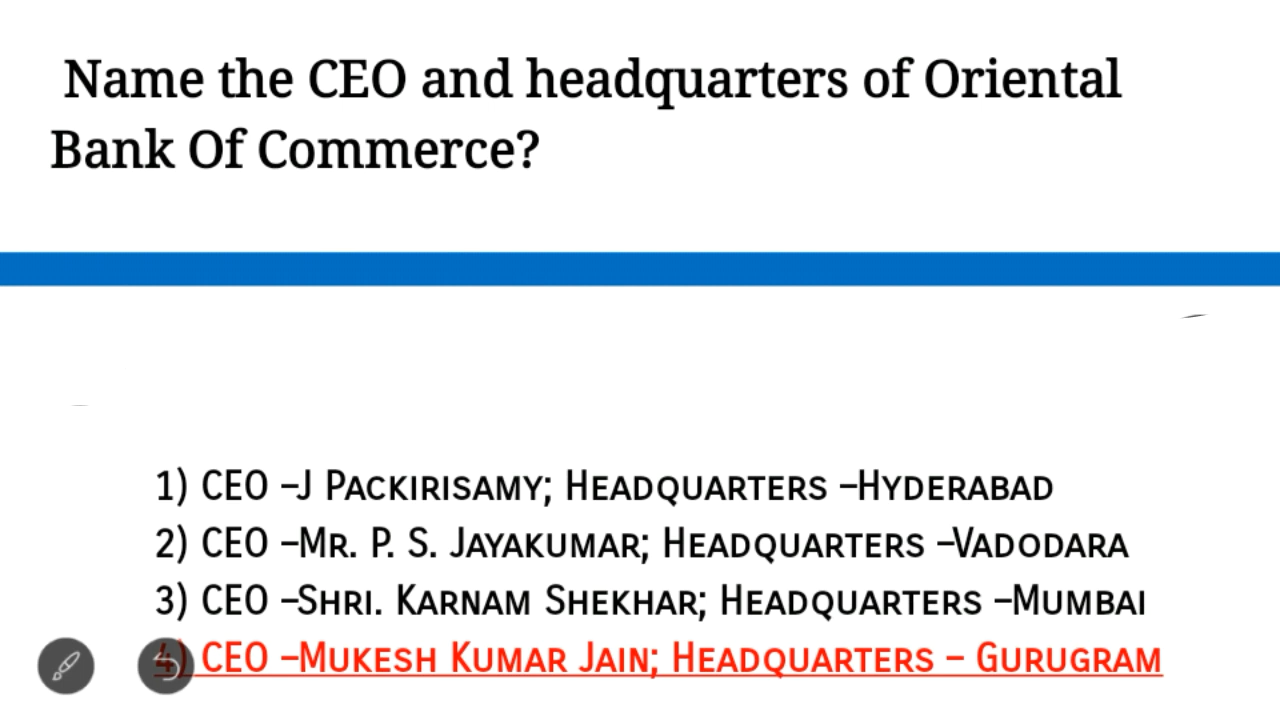 Name the CEO and headquarters of Oriental
Bank Of Commerce?
1) CEO –J Packirisamy; Headquarters –Hyderabad
2) CEO –Mr. P. S. Jayakumar; Headquarters –Vadodara
3) CEO –Shri. Karnam Shekhar; Headquarters –Mumbai
4) CEO –Mukesh Kumar Jain; Headquarters – Gurugram